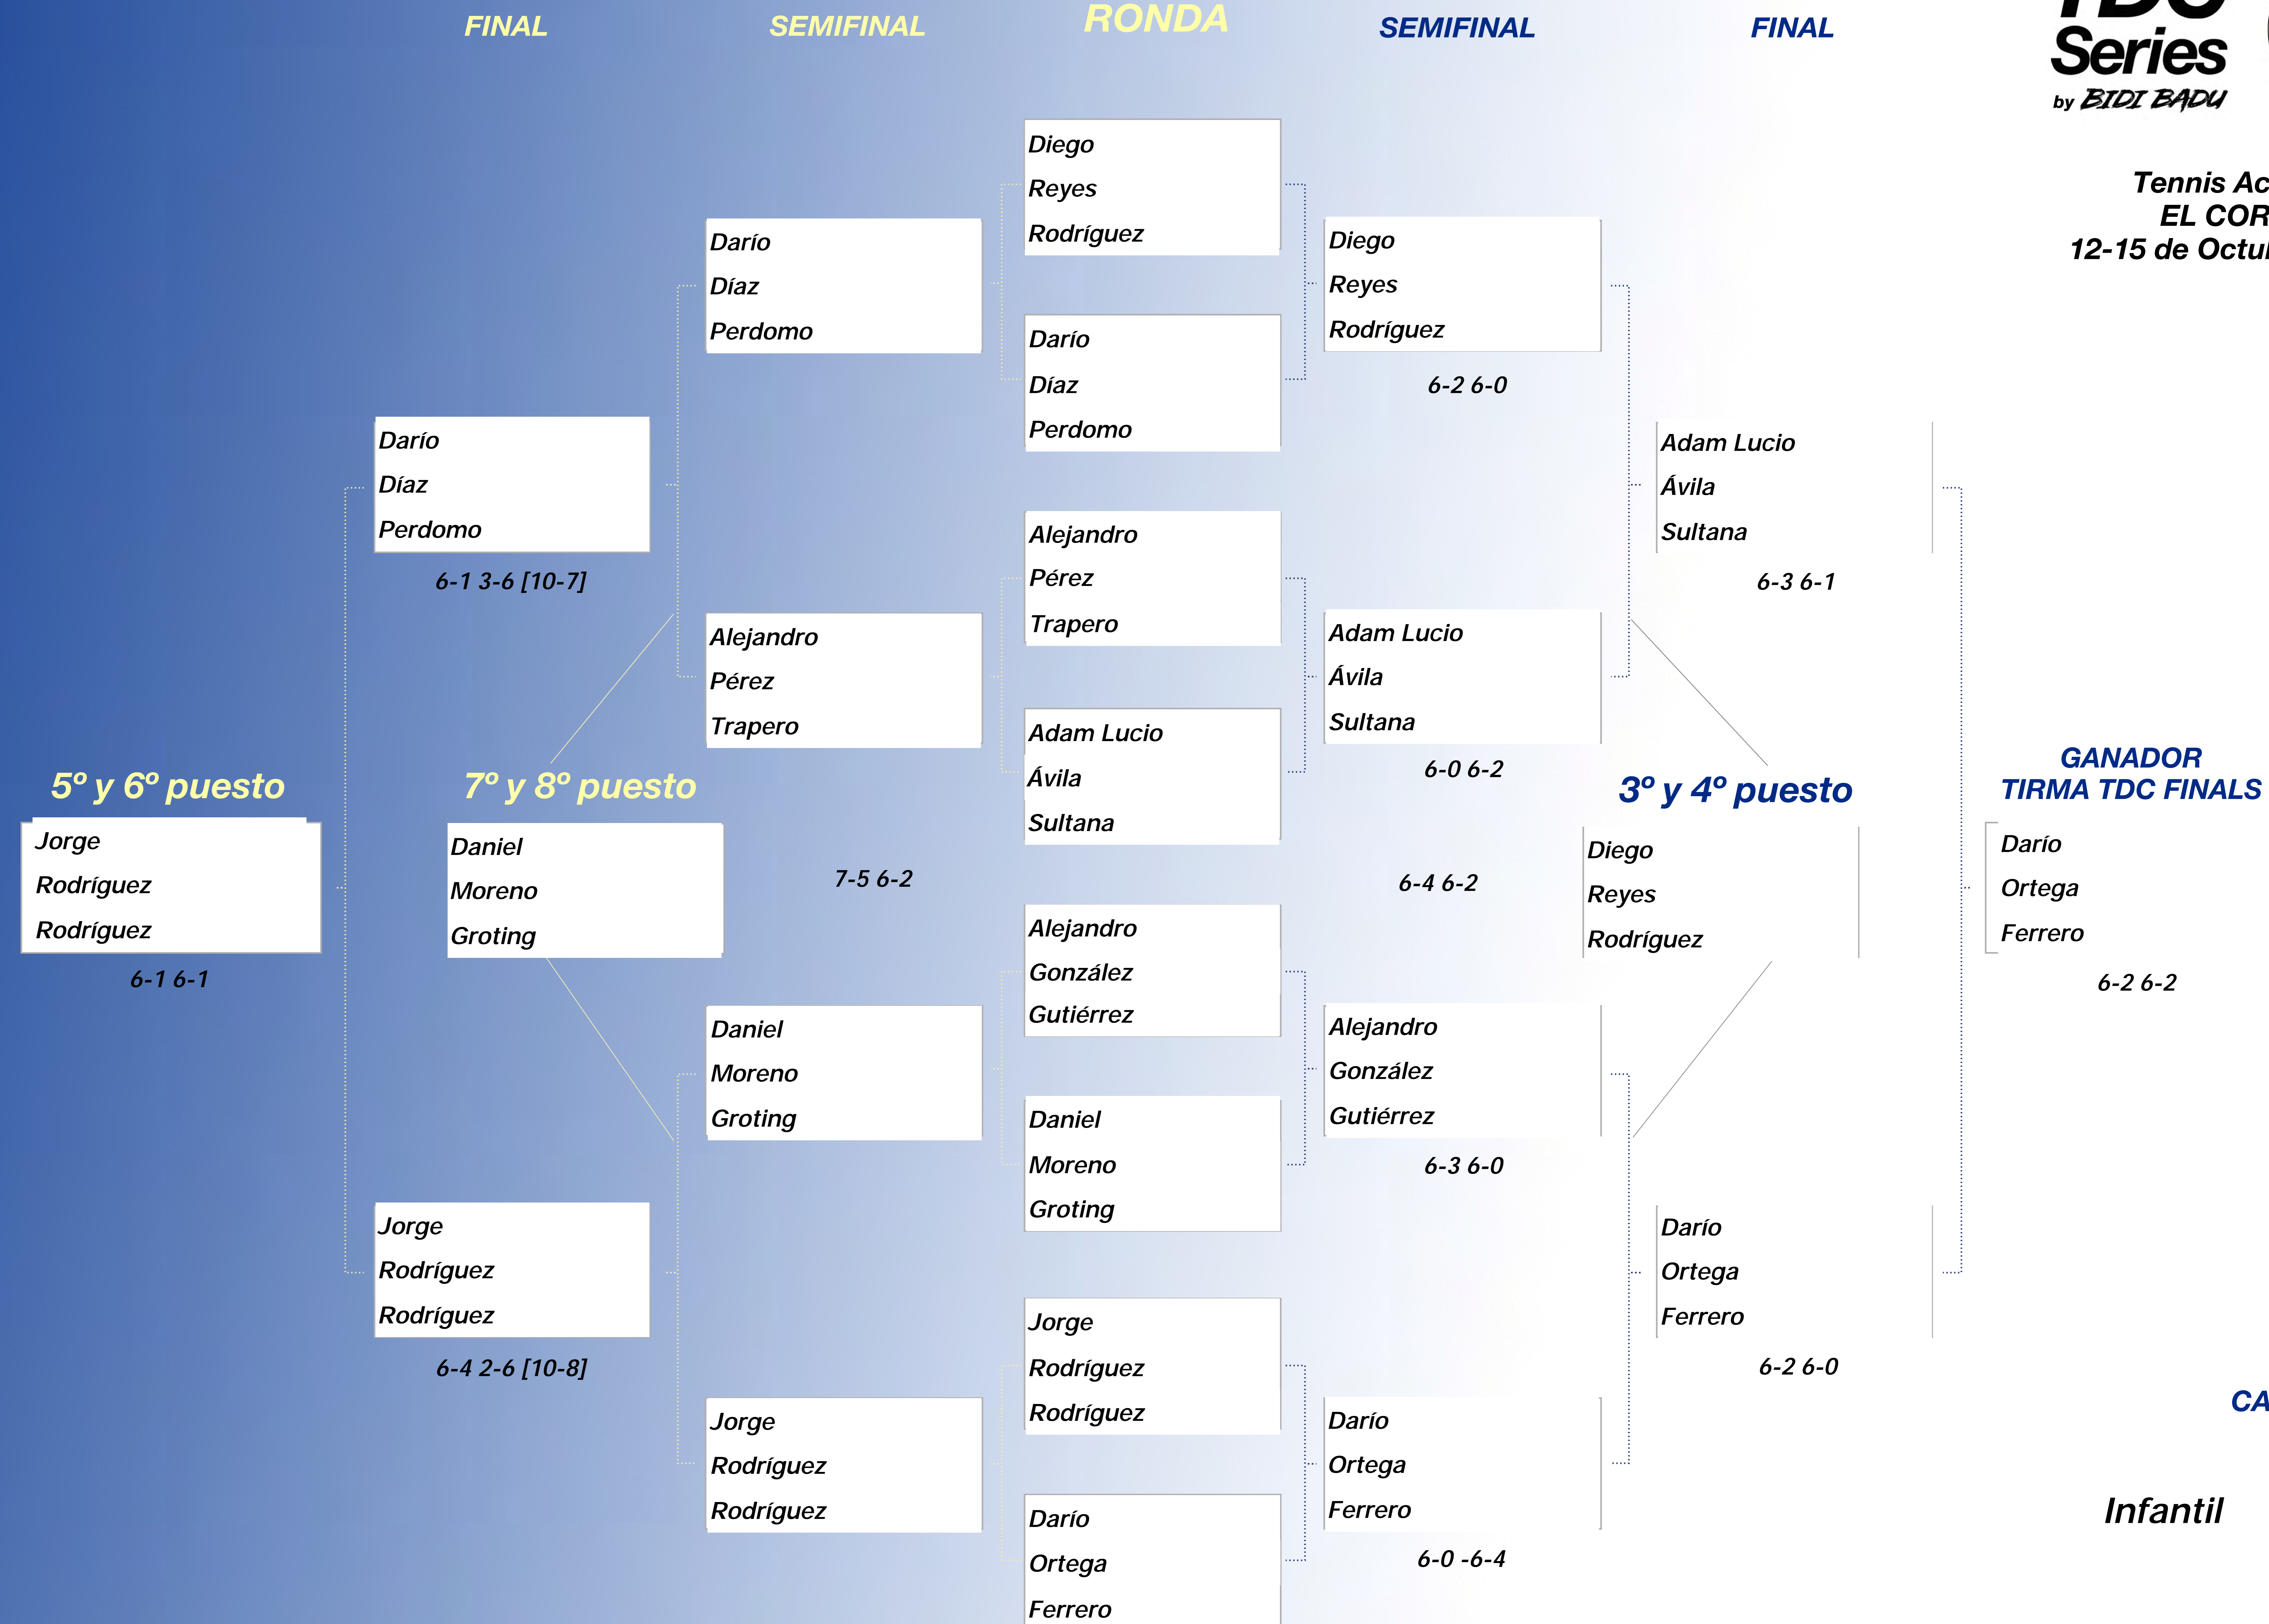 FINAL
SEMIFINAL
RONDA
SEMIFINAL
FINAL
Series
by BIDI BADU
Tennis Ac
EL COR
12-15 de Octu
Diego
Reyes
Rodríguez
Darío
Díaz
Perdomo
Diego
Reyes
Rodríguez
6-2 6-0
Darío
Díaz
Perdomo
Darío
Díaz
Perdomo
6-1 3-6 [10-7]
Adam Lucio
Ávila
Sultana
6-3 6-1
Alejandro
Pérez
Trapero
Alejandro
Pérez
Trapero
Adam Lucio
Ávila
Sultana
6-0 6-2
Adam Lucio
Ávila
Sultana
5º y 6º puesto
Jorge
Rodríguez
Rodríguez
6-1 6-1
7º y 8º puesto
Daniel
Moreno
Groting
7-5 6-2
6-4 6-2
3º y 4º puesto
Diego
Reyes
Rodríguez
GANADOR
TIRMA TDC FINALS
Darío
Ortega
Ferrero
6-2 6-2
Alejandro
González
Gutiérrez
Daniel
Moreno
Groting
Alejandro
González
Gutiérrez
6-3 6-0
Daniel
Moreno
Groting
Jorge
Rodríguez
Rodríguez
6-4 2-6 [10-8]
Darío
Ortega
Ferrero
6-2 6-0
Jorge
Rodríguez
Rodríguez
Jorge
Rodríguez
Rodríguez
Darío
Ortega
Ferrero
6-0 -6-4
Darío
Ortega
Ferrero
CA
Infantil